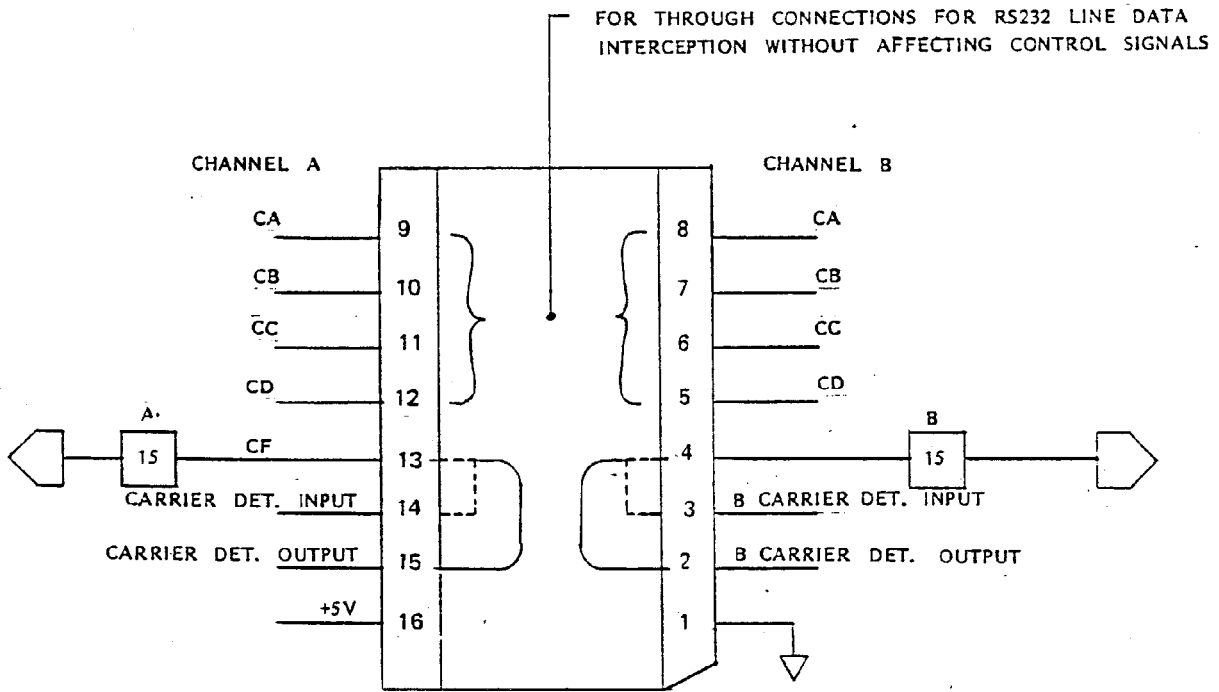 FOR THROUGH CONNECTIONS FOR RS232 LINE DATA
INTERCEPTION WITHOUT AFFECTING CONTROL SIGNALS
CHANNEL A
CHANNEL B
CA 9 8 CA
CB 10 7 CB
CC 11 6 CC
CD 12 5 CD
A B
15 CF 13 4 15
CARRIER DET. INPUT 14 3 B CARRIER DET. INPUT
CARRIER DET. OUTPUT 15 2 B CARRIER DET. OUTPUT
+5V 16 1